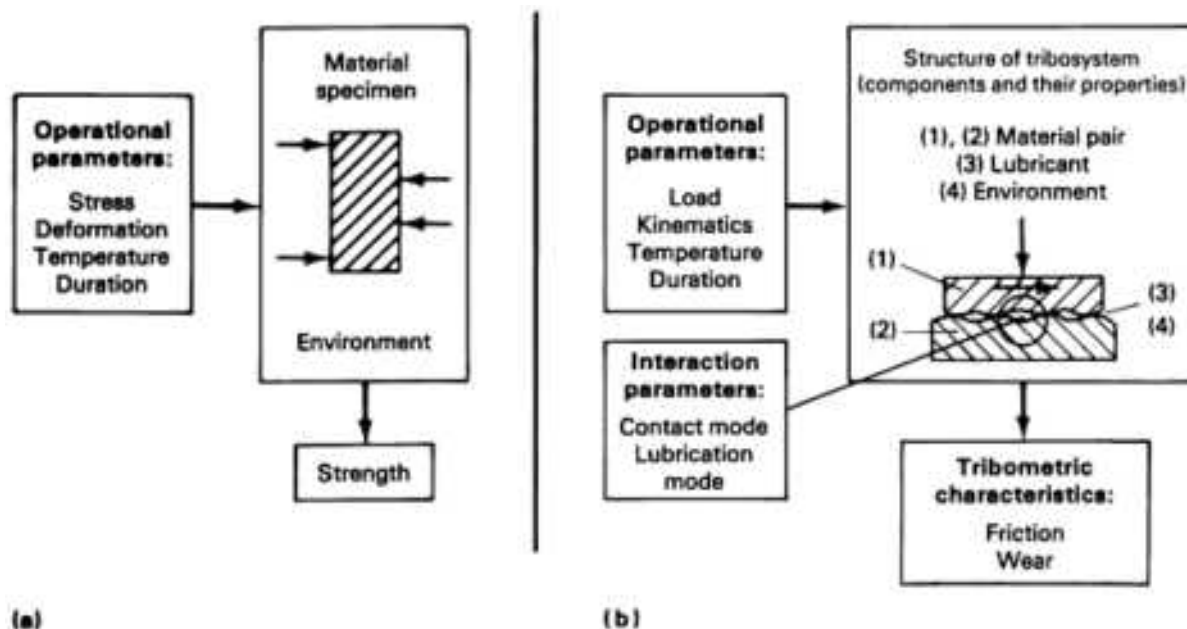 Operational
parameters:
Stress
Deformation
Temperature
Duration
Material
specimen
Environment
Strength
(a)
Operational
parameters:
Load
Kinematics
Temperature
Duration
Interaction
parameters:
Contact mode
Lubrication
mode
Structure of tribosystem
(components and their properties)
(1), (2) Material pair
(3) Lubricant
(4) Environment
(1)
(2)
(3)
(4)
Tribometric
characteristics:
Friction
Wear
(b)